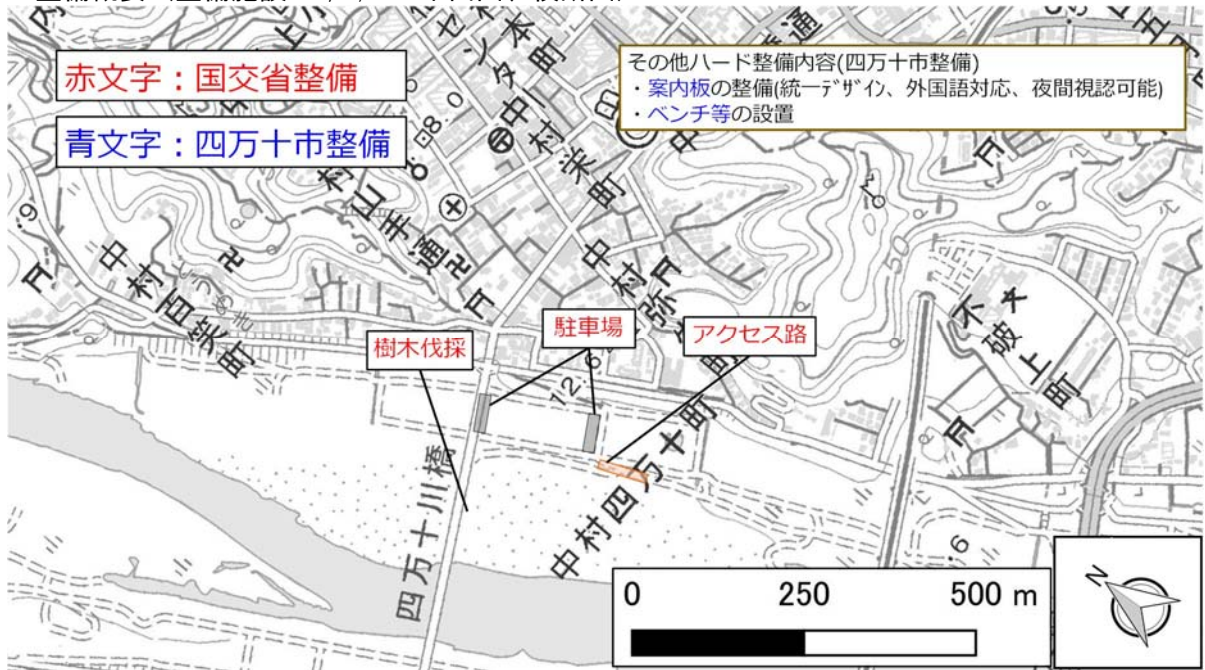 赤文字：国交省整備
青文字：四万十市整備
その他ハード整備内容(四万十市整備)
・案内板の整備(統一ﾃﾞｻﾞｲﾝ、外国語対応、夜間視認可能)
・ベンチ等の設置
中村栄町
村山手通
中村百笑町
不破上町
樹木伐採
駐車場
アクセス路
四万十川橋
中村四万十町
0 250 500 m
N